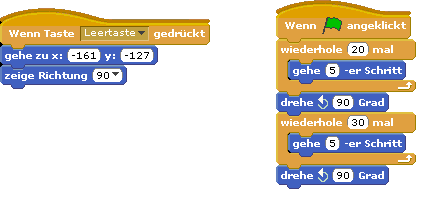 Wenn Taste Leertaste gedrückt
gehe zu x: -161 y: -127
zeige Richtung 90
Wenn angeklickt
wiederhole 20 mal
gehe 5 -er Schritt
drehe 90 Grad
wiederhole 30 mal
gehe 5 -er Schritt
drehe 90 Grad